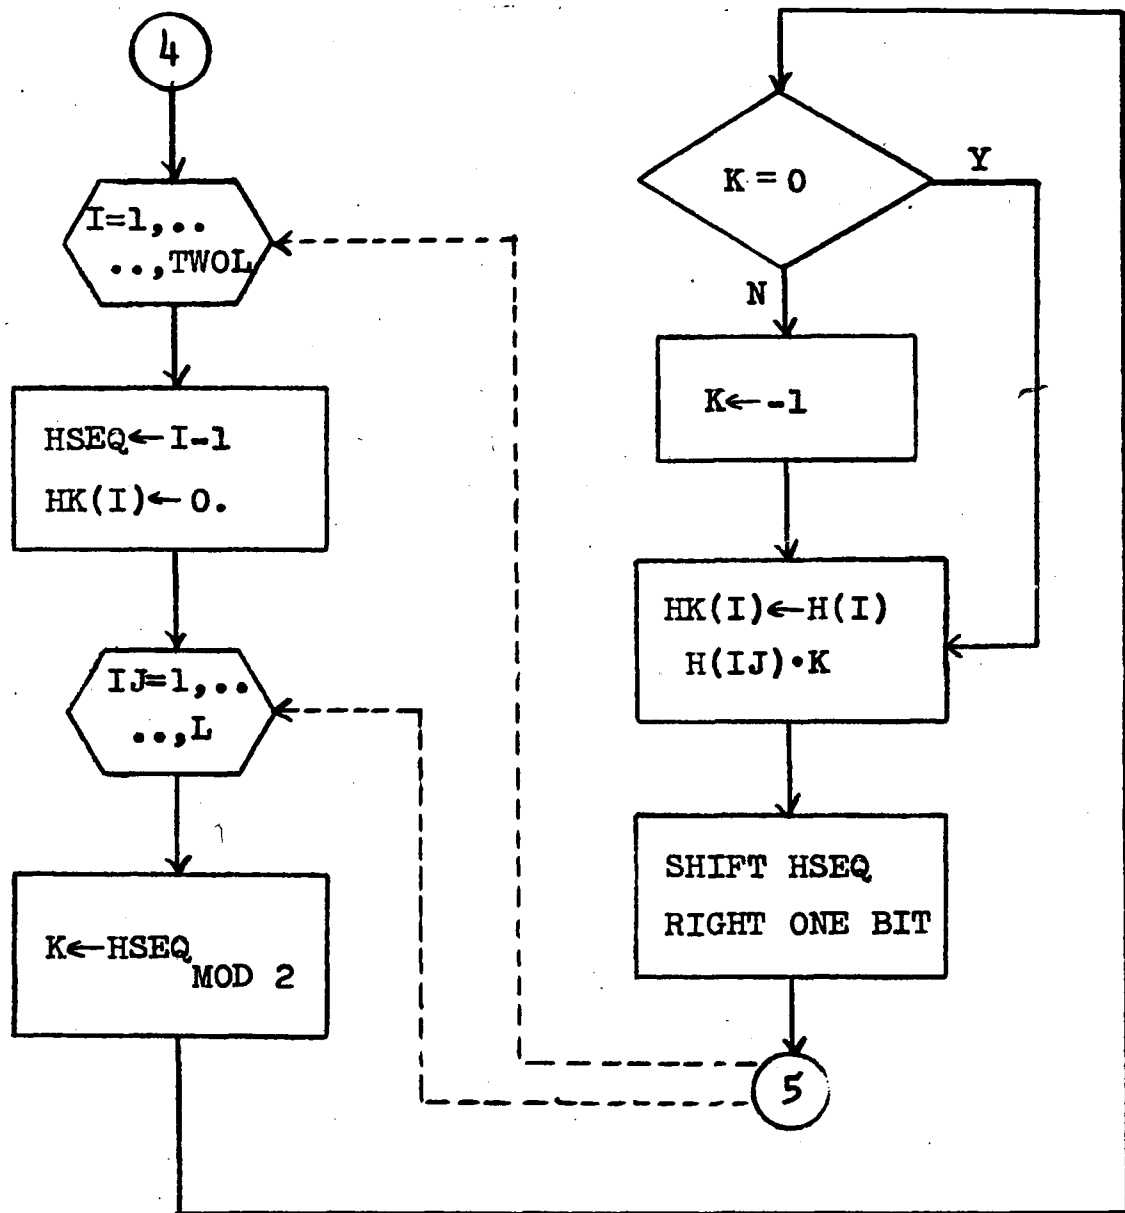 4
I=1,..
..,TWOL
HSEQ←I-1
HK(I)←0.
IJ=1,..
..,L
K←HSEQ
MOD 2
K=0
Y
N
K←-1
HK(I)←H(I)
H(IJ)•K
SHIFT HSEQ
RIGHT ONE BIT
5